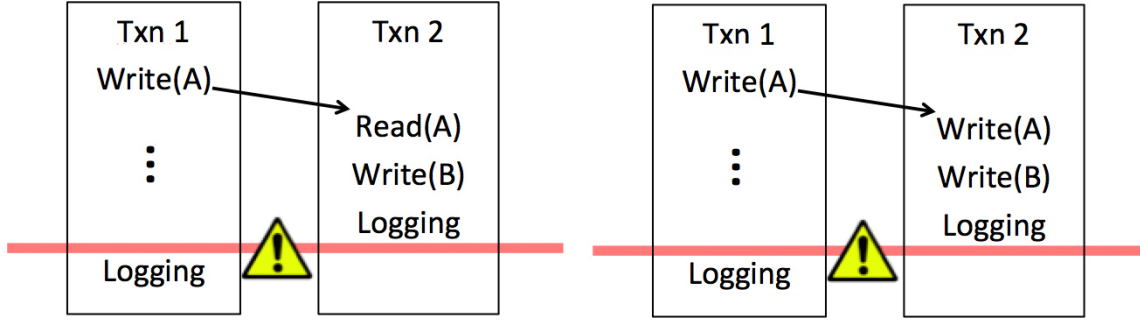 Txn 1
Write(A)
⋮
Logging
Txn 2
Read(A)
Write(B)
Logging
Txn 1
Write(A)
⋮
Logging
Txn 2
Write(A)
Write(B)
Logging